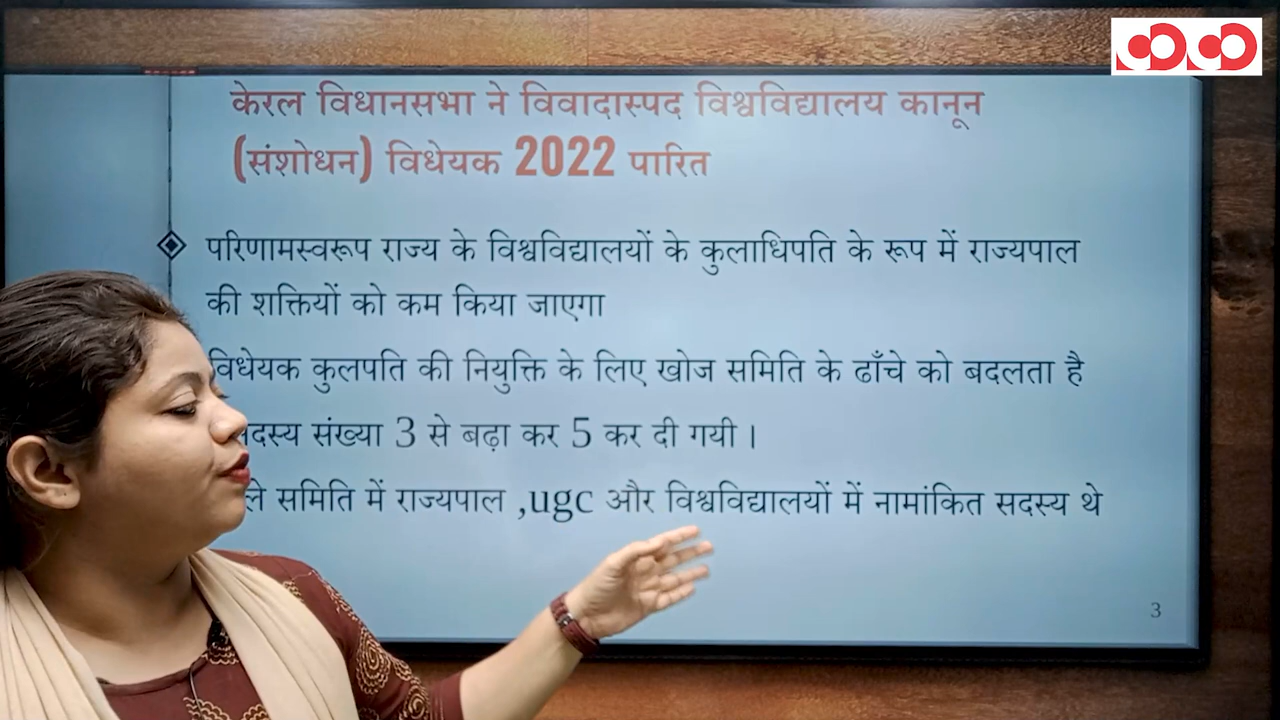 केरल विधानसभा ने विवादास्पद विश्वविद्यालय कानून
(संशोधन) विधेयक 2022 पारित
परिणामस्वरूप राज्य के विश्वविद्यालयों के कुलाधिपति के रूप में राज्यपाल
की शक्तियों को कम किया जाएगा
विधेयक कुलपति की नियुक्ति के लिए खोज समिति के ढाँचे को बदलता है
संख्या 3 से बढ़ा कर 5 कर दी गयी ।
समिति में राज्यपाल ,ugc और विश्वविद्यालयों में नामांकित सदस्य थे
3